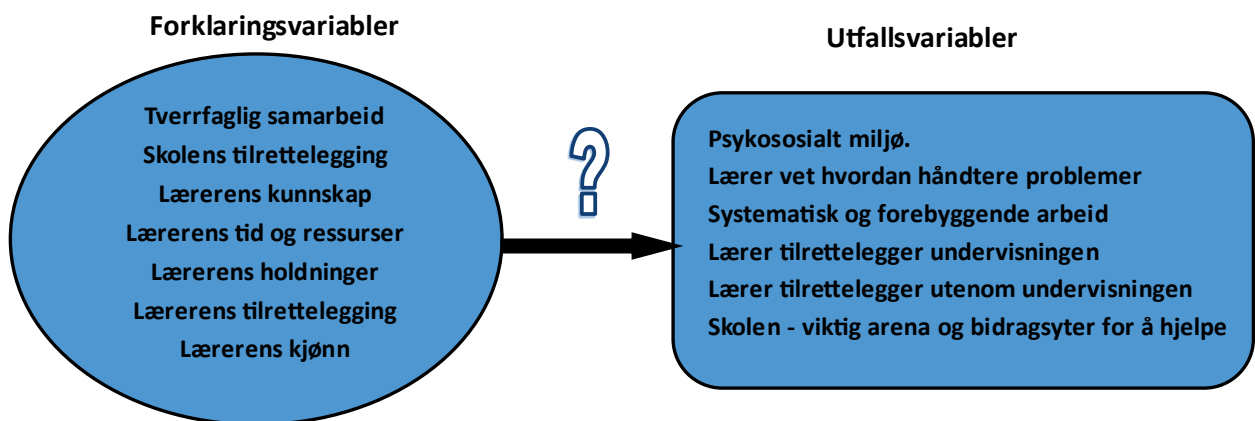 Forklaringsvariabler
Tverrfaglig samarbeid
Skolens tilrettelegging
Lærerens kunnskap
Lærerens tid og ressurser
Lærerens holdninger
Lærerens tilrettelegging
Lærerens kjønn
?
Utfallsvariabler
Psykososialt miljø.
Lærer vet hvordan håndtere problemer
Systematisk og forebyggende arbeid
Lærer tilrettelegger undervisningen
Lærer tilrettelegger utenom undervisningen
Skolen - viktig arena og bidragsyter for å hjelpe